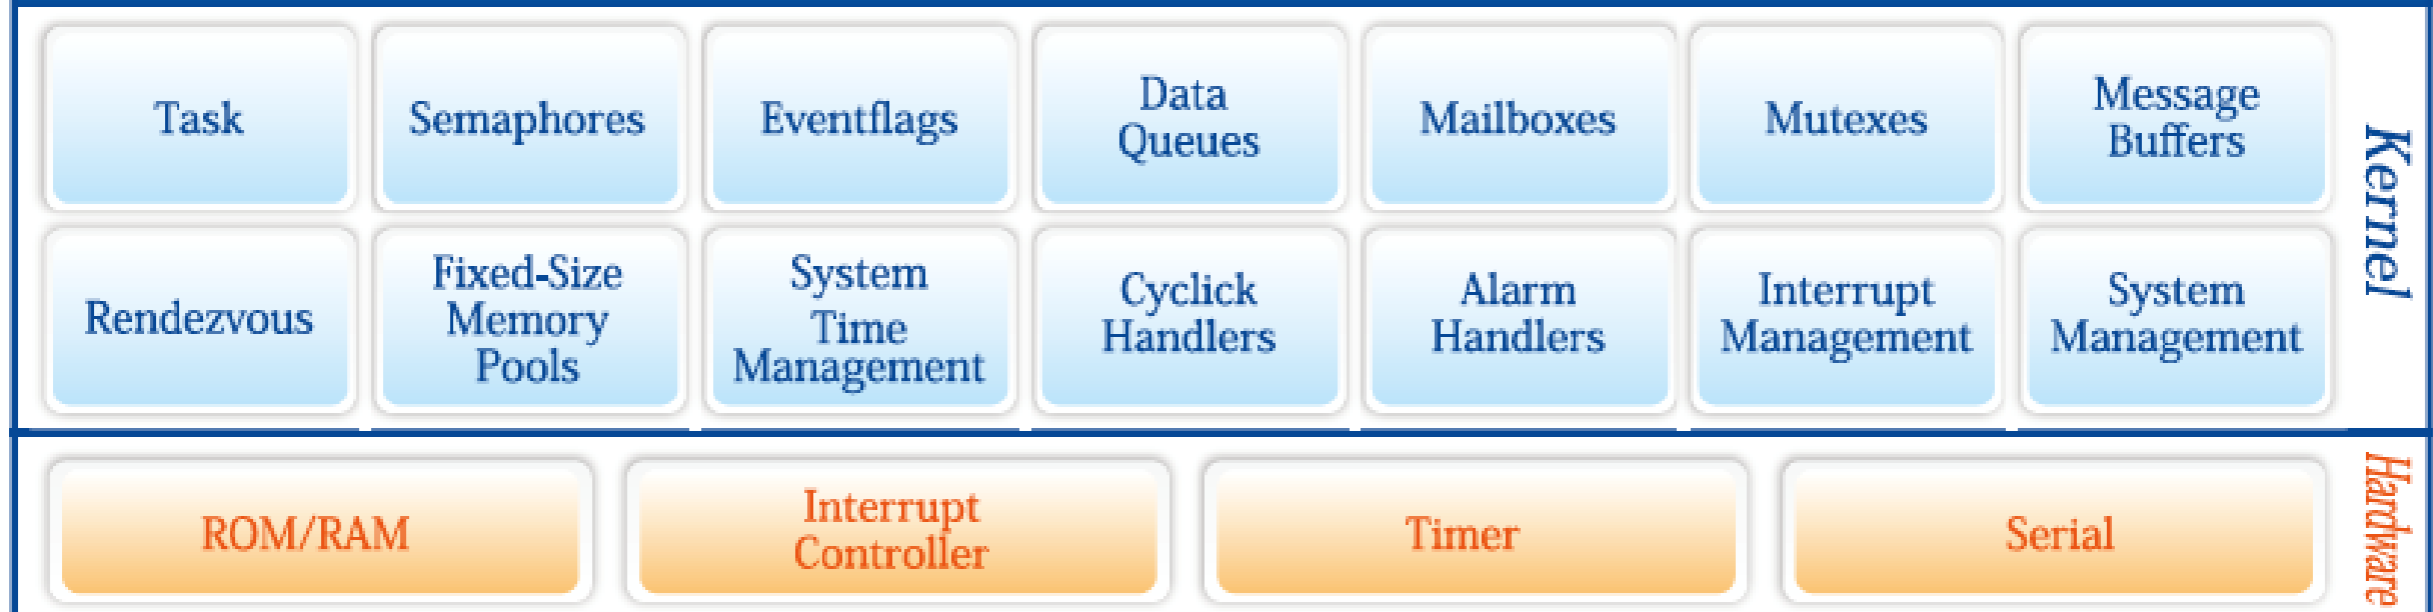 Task
Semaphores
Eventflags
Data
Queues
Mailboxes
Mutexes
Message
Buffers
Kernel
Rendezvous
Fixed-Size
Memory
Pools
System
Time
Management
Cyclick
Handlers
Alarm
Handlers
Interrupt
Management
System
Management
ROM/RAM
Interrupt
Controller
Timer
Serial
Hardware